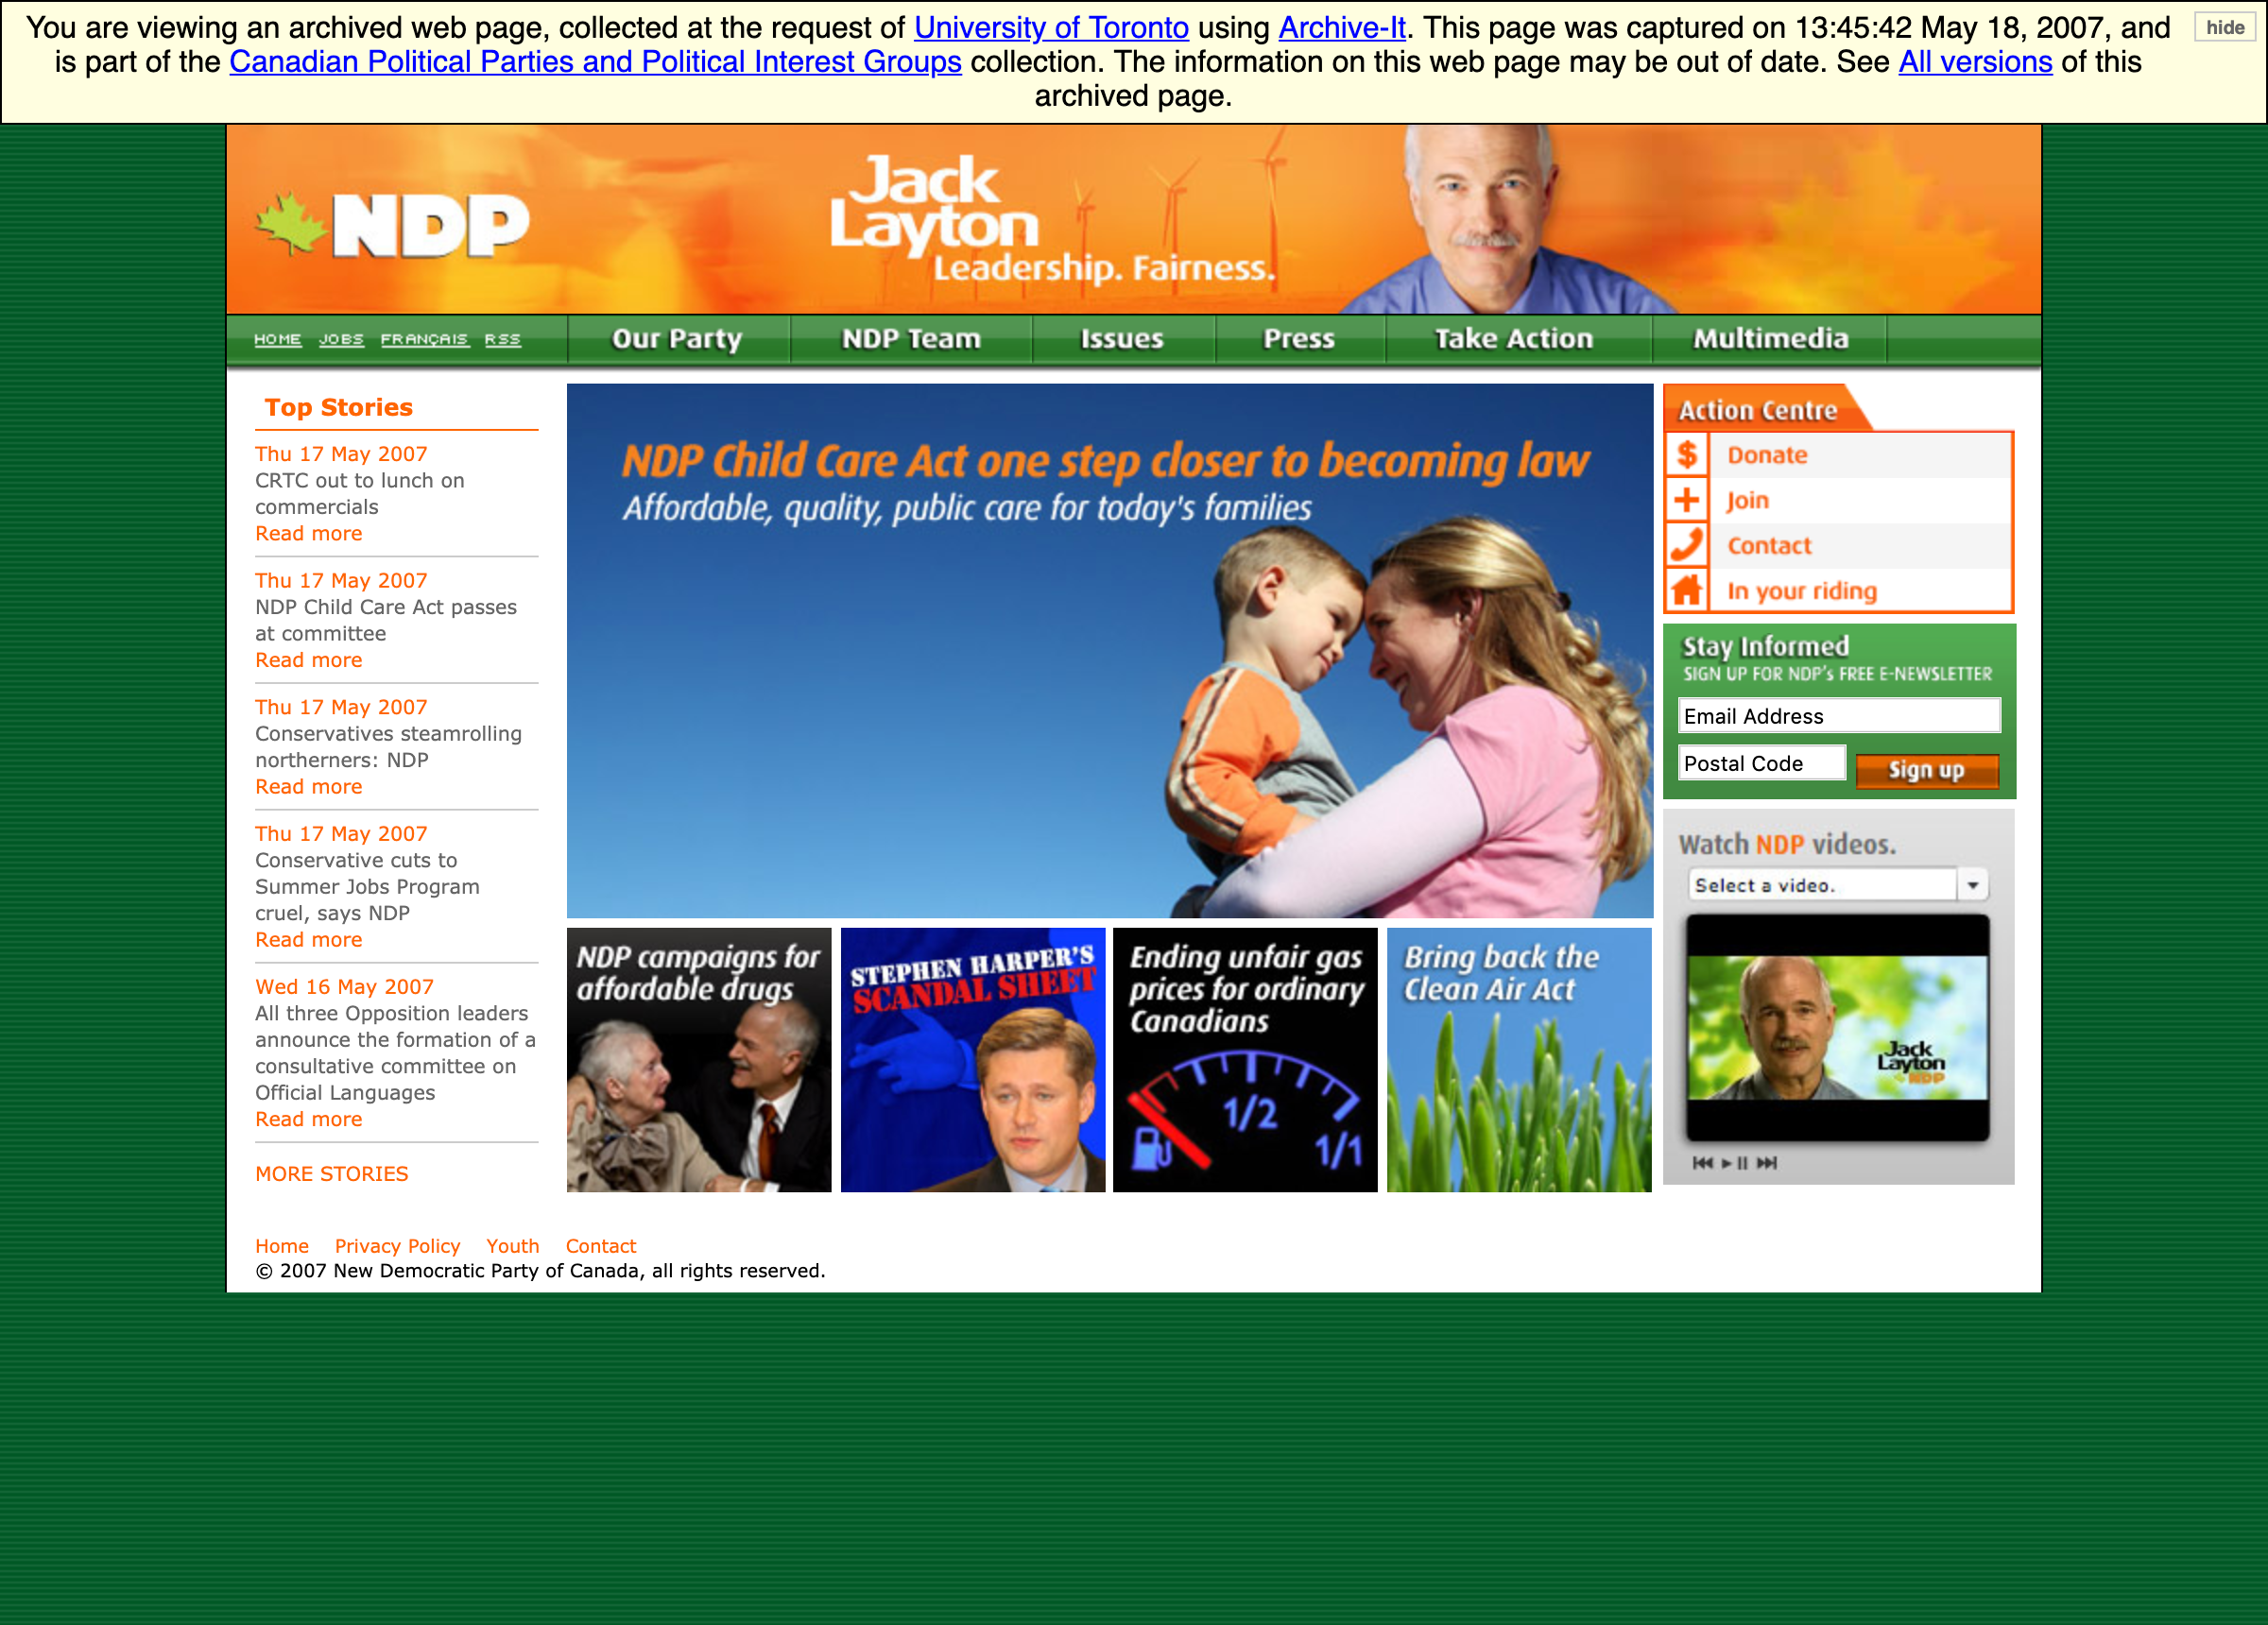 You are viewing an archived web page, collected at the request of University of Toronto using Archive-It. This page was captured on 13:45:42 May 18, 2007, and
is part of the Canadian Political Parties and Political Interest Groups collection. The information on this web page may be out of date. See All versions of this
archived page.
hide
NDP
Jack
Layton
Leadership. Fairness.
HOME JOBS FRANÇAIS RSS
Our Party
NDP Team
Issues
Press
Take Action
Multimedia
Top Stories
Thu 17 May 2007
CRTC out to lunch on
commercials
Read more
Thu 17 May 2007
NDP Child Care Act passes
at committee
Read more
Thu 17 May 2007
Conservatives steamrolling
northerners: NDP
Read more
Thu 17 May 2007
Conservative cuts to
Summer Jobs Program
cruel, says NDP
Read more
Wed 16 May 2007
All three Opposition leaders
announce the formation of a
consultative committee on
Official Languages
Read more
MORE STORIES
NDP Child Care Act one step closer to becoming law
Affordable, quality, public care for today's families
NDP campaigns for
affordable drugs
STEPHEN HARPER'S
SCANDAL SHEET
Ending unfair gas
prices for ordinary
Canadians
1/2
1/1
Bring back the
Clean Air Act
Action Centre
$ Donate
+ Join
Contact
In your riding
Stay Informed
SIGN UP FOR NDP's FREE E-NEWSLETTER
Email Address
Postal Code
Sign up
Watch NDP videos.
Select a video.
Jack
Layton
NDP
Home Privacy Policy Youth Contact
© 2007 New Democratic Party of Canada, all rights reserved.